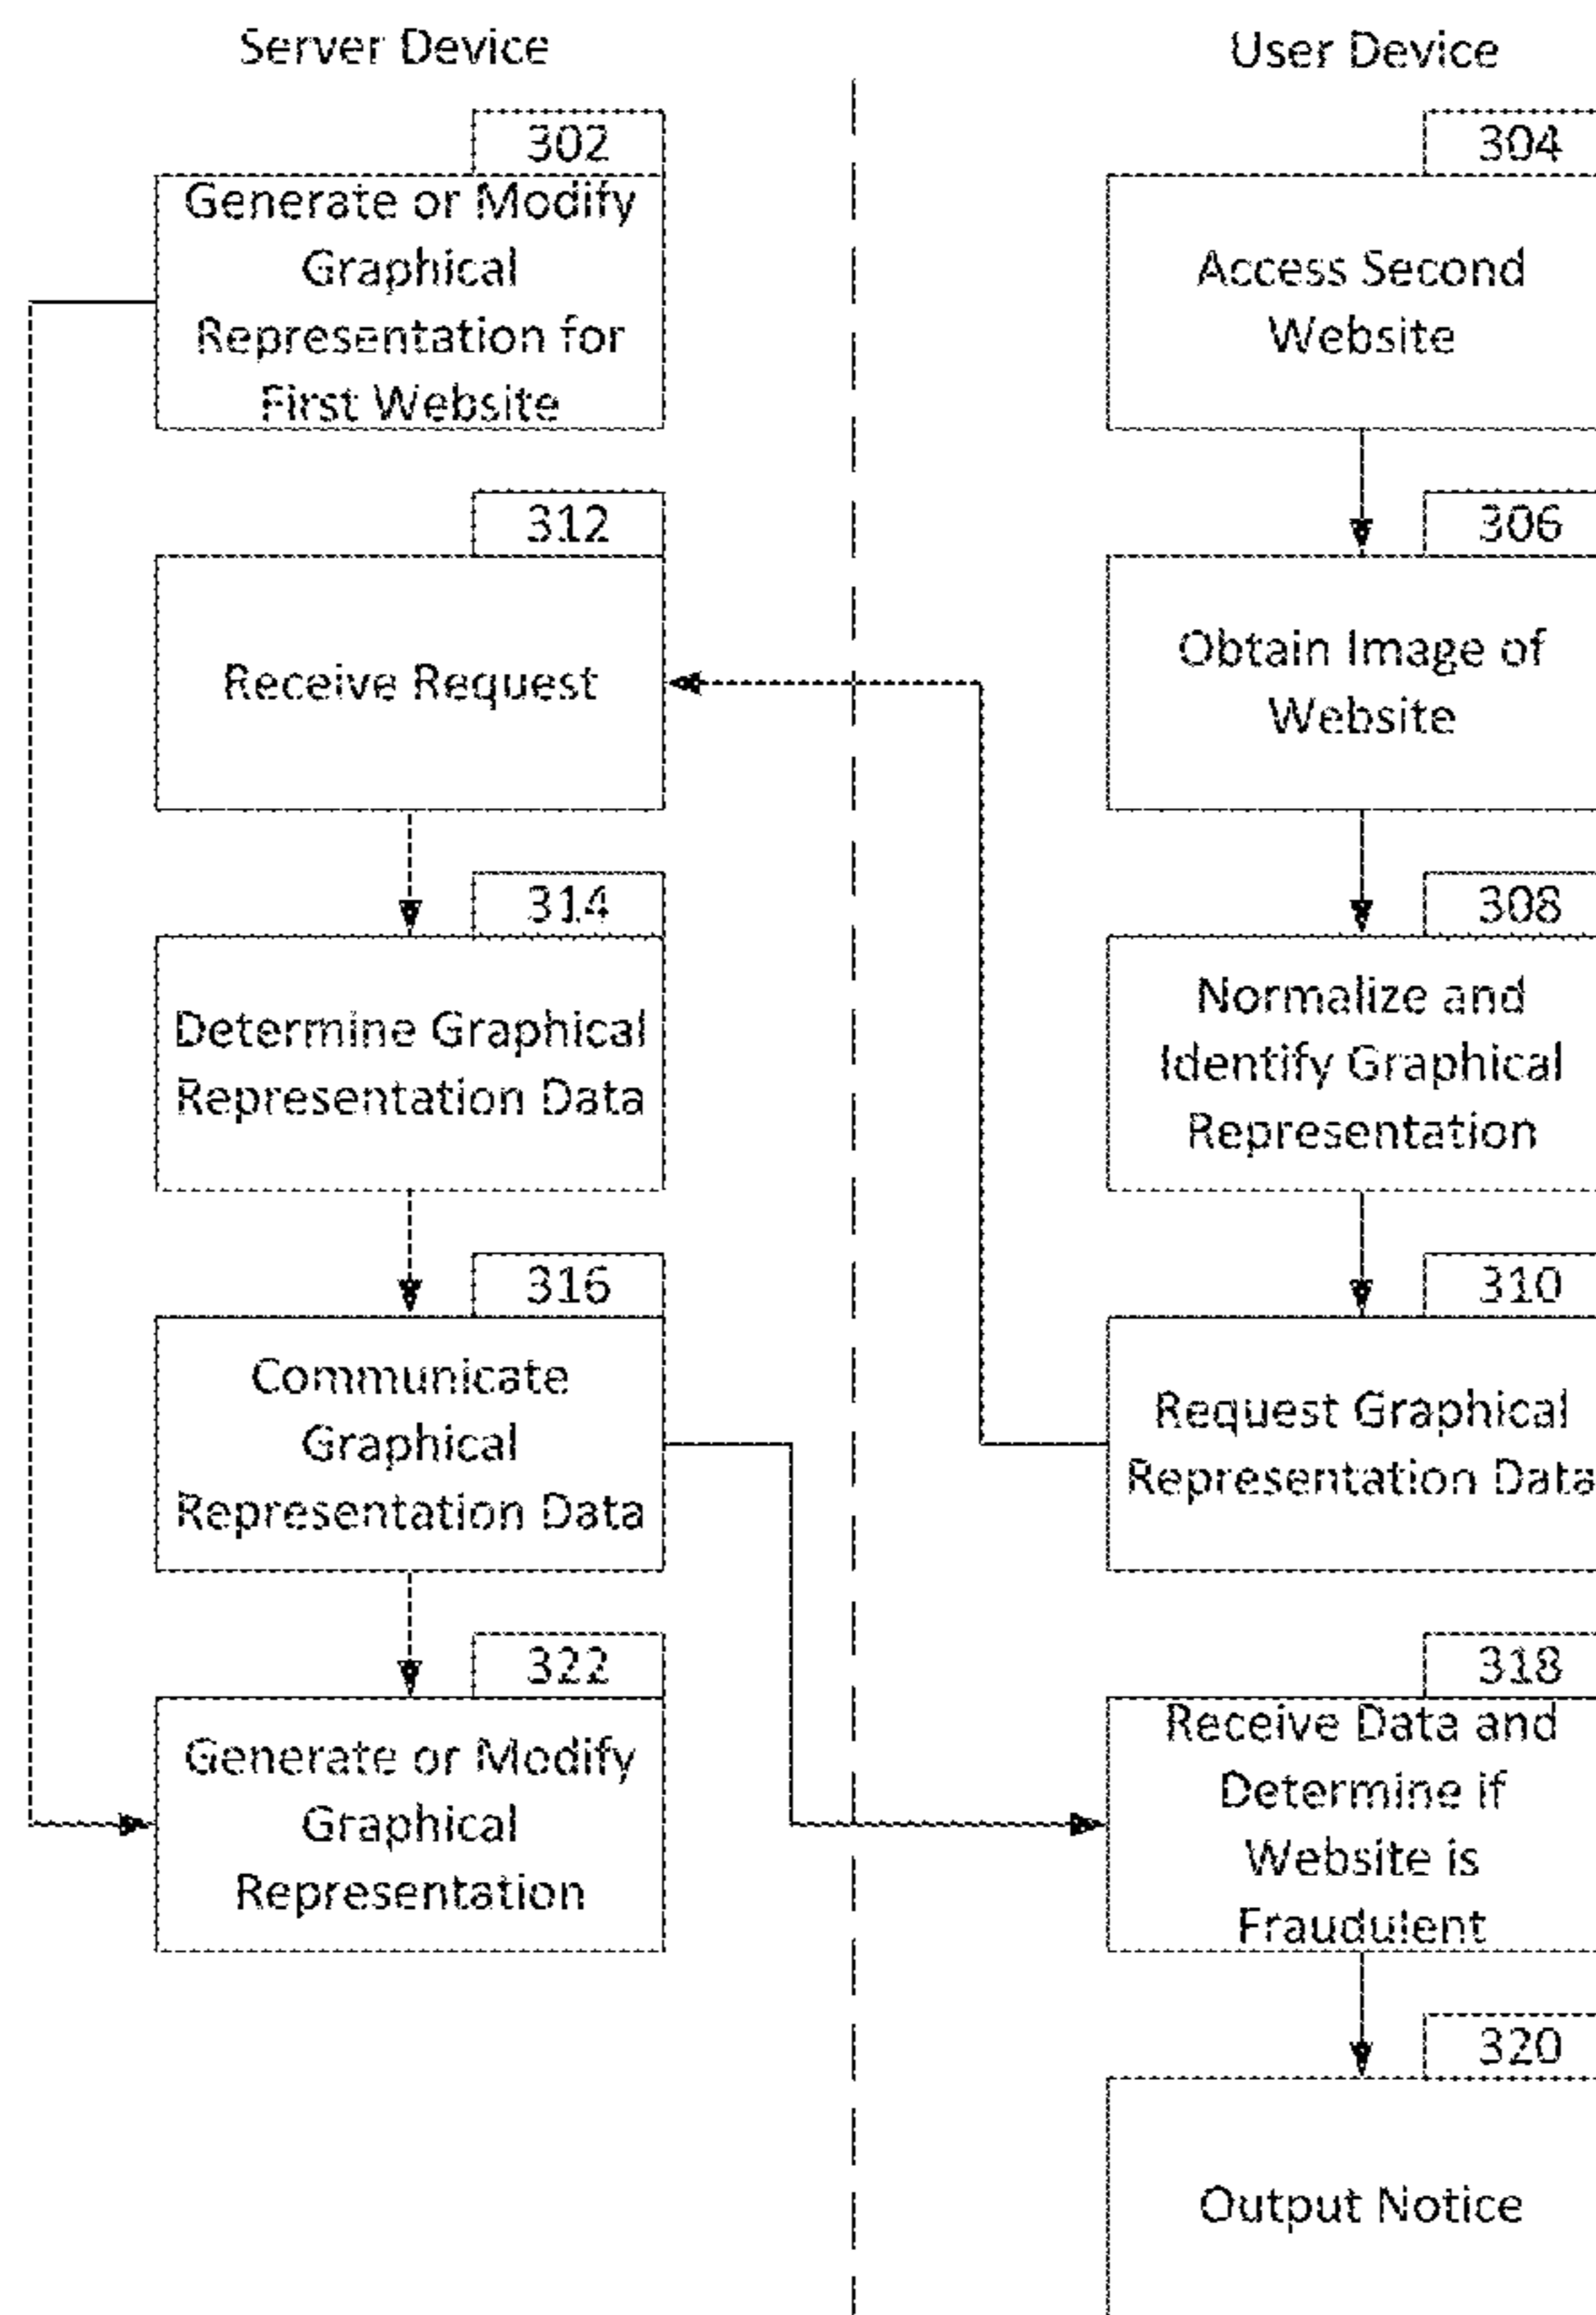 Server Device
302
Generate or Modify
Graphical
Representation for
First Website
312
Receive Request
314
Determine Graphical
Representation Data
316
Communicate
Graphical
Representation Data
322
Generate or Modify
Graphical
Representation
User Device
304
Access Second
Website
306
Obtain Image of
Website
308
Normalize and
Identify Graphical
Representation
310
Request Graphical
Representation Data
318
Receive Data and
Determine if
Website is
Fraudulent
320
Output Notice